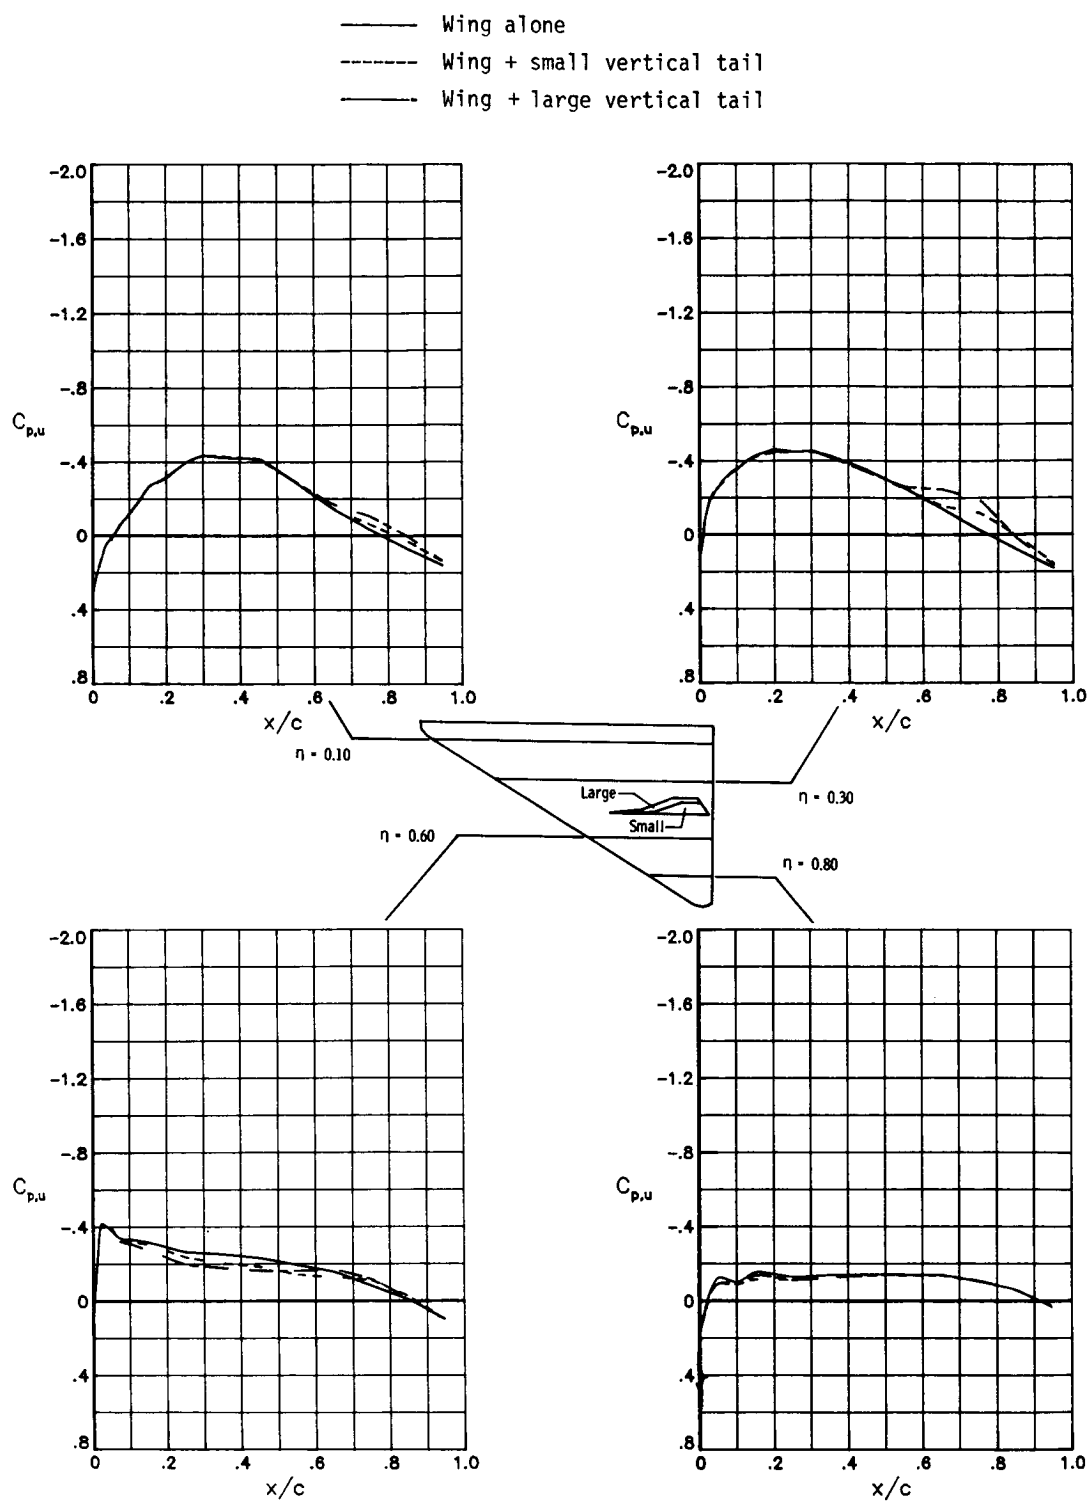 Wing alone
Wing + small vertical tail
Wing + large vertical tail
-2.0
-1.6
-1.2
-.8
Cp,u
-.4
0
.4
.8
0 .2 .4 .6 .8 1.0
x/c
-2.0
-1.6
-1.2
-.8
Cp,u
-.4
0
.4
.8
0 .2 .4 .6 .8 1.0
x/c
η - 0.10
Large
η - 0.30
Small
η - 0.60
η - 0.80
-2.0
-1.6
-1.2
-.8
Cp,u
-.4
0
.4
.8
0 .2 .4 .6 .8 1.0
x/c
-2.0
-1.6
-1.2
-.8
Cp,u
-.4
0
.4
.8
0 .2 .4 .6 .8 1.0
x/c